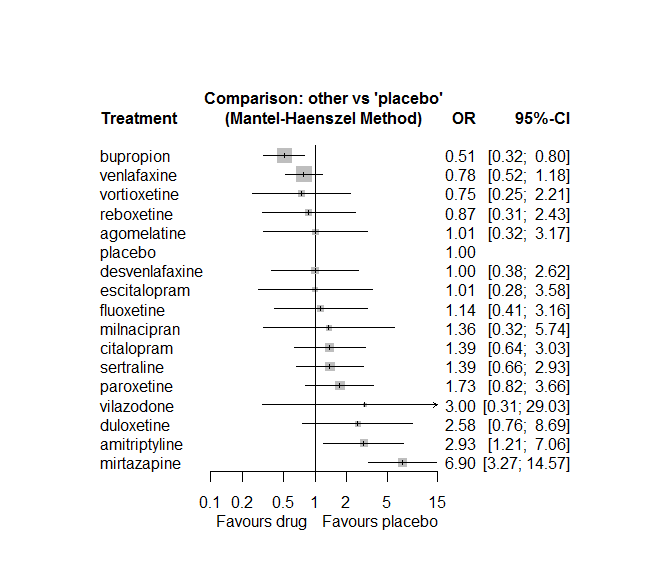 Comparison: other vs 'placebo'
Treatment (Mantel-Haenszel Method) OR 95%-CI
bupropion 0.51 [0.32; 0.80]
venlafaxine 0.78 [0.52; 1.18]
vortioxetine 0.75 [0.25; 2.21]
reboxetine 0.87 [0.31; 2.43]
agomelatine 1.01 [0.32; 3.17]
placebo 1.00
desvenlafaxine 1.00 [0.38; 2.62]
escitalopram 1.01 [0.28; 3.58]
fluoxetine 1.14 [0.41; 3.16]
milnacipran 1.36 [0.32; 5.74]
citalopram 1.39 [0.64; 3.03]
sertraline 1.39 [0.66; 2.93]
paroxetine 1.73 [0.82; 3.66]
vilazodone 3.00 [0.31; 29.03]
duloxetine 2.58 [0.76; 8.69]
amitriptyline 2.93 [1.21; 7.06]
mirtazapine 6.90 [3.27; 14.57]
0.1 0.2 0.5 1 2 5 15
Favours drug Favours placebo